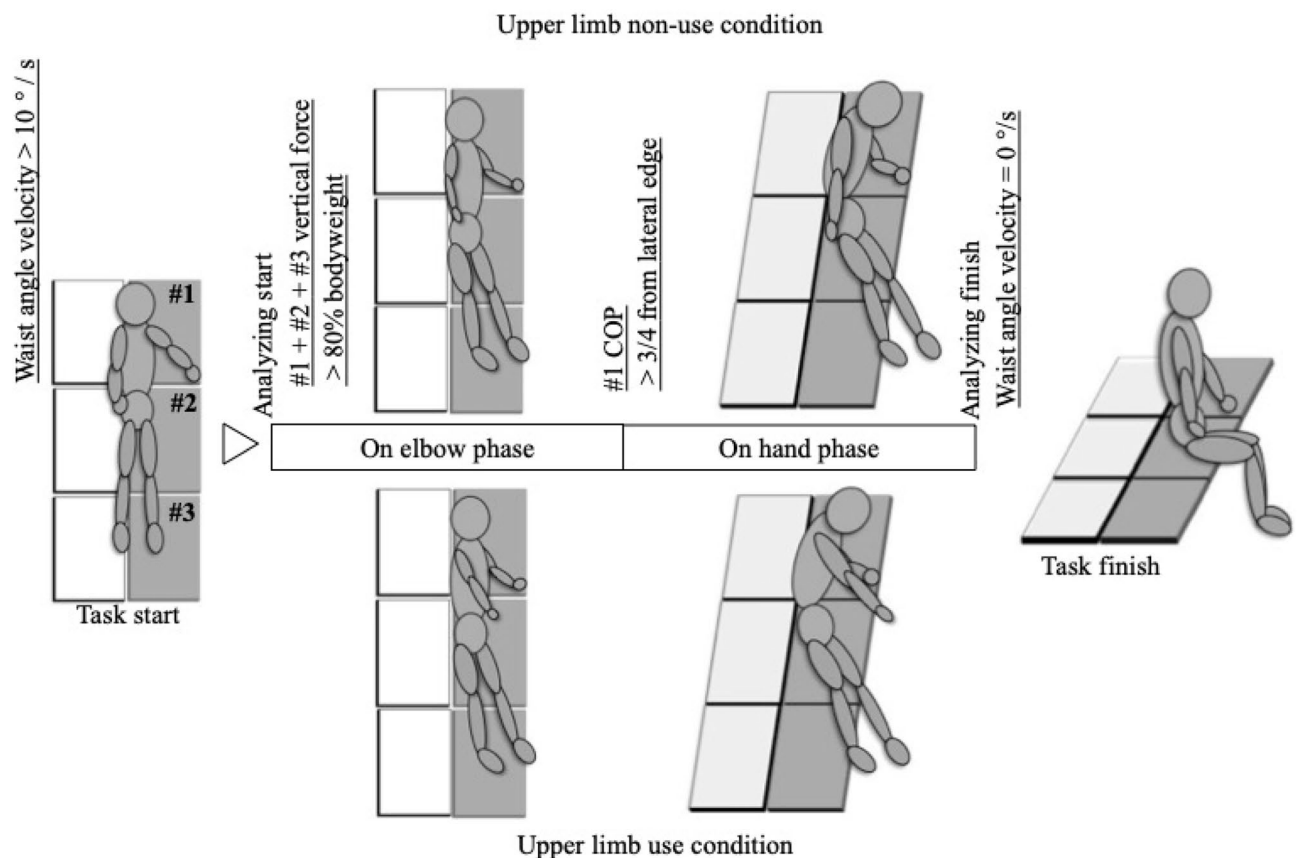 Upper limb non-use condition
Waist angle velocity > 10 ° / s
#1
#2
#3
Task start
Analyzing start
#1 + #2 + #3 vertical force
> 80% bodyweight
On elbow phase
#1 COP
> 3/4 from lateral edge
On hand phase
Analyzing finish
Waist angle velocity = 0 °/s
Task finish
Upper limb use condition